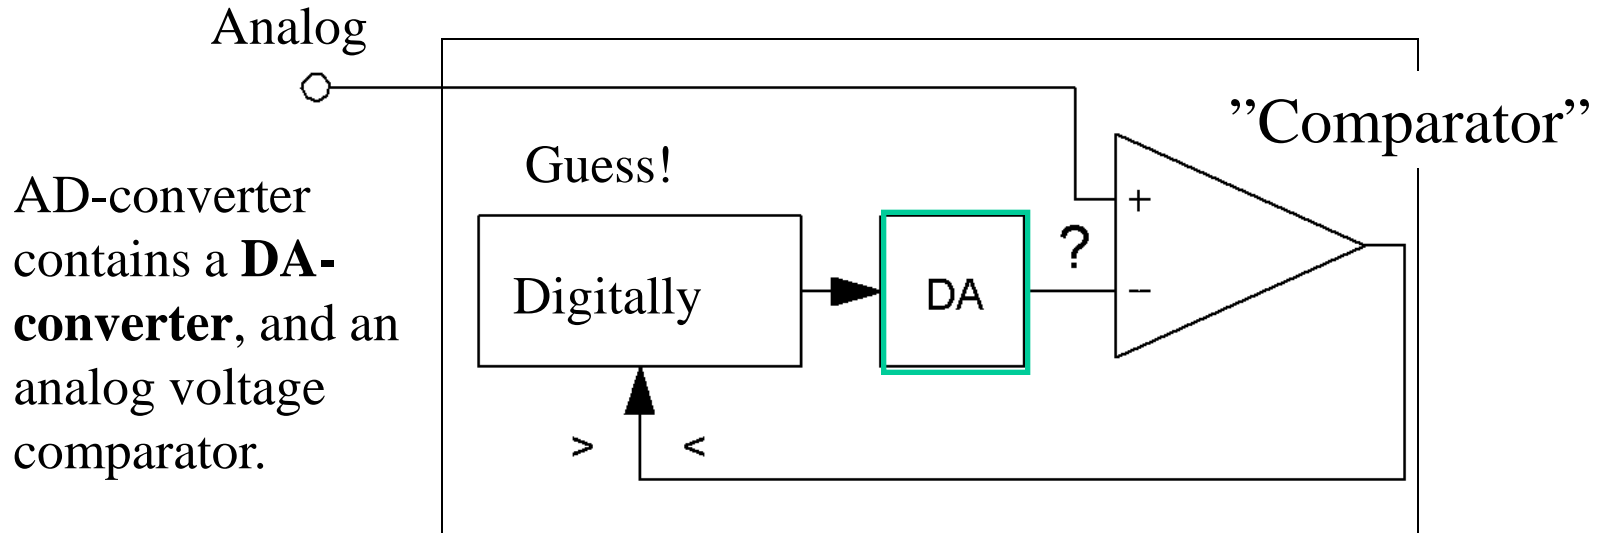 Analog
”Comparator”
Guess!
AD-converter
contains a DA-
converter, and an
analog voltage
comparator.
Digitally
DA
?
+
–
> <